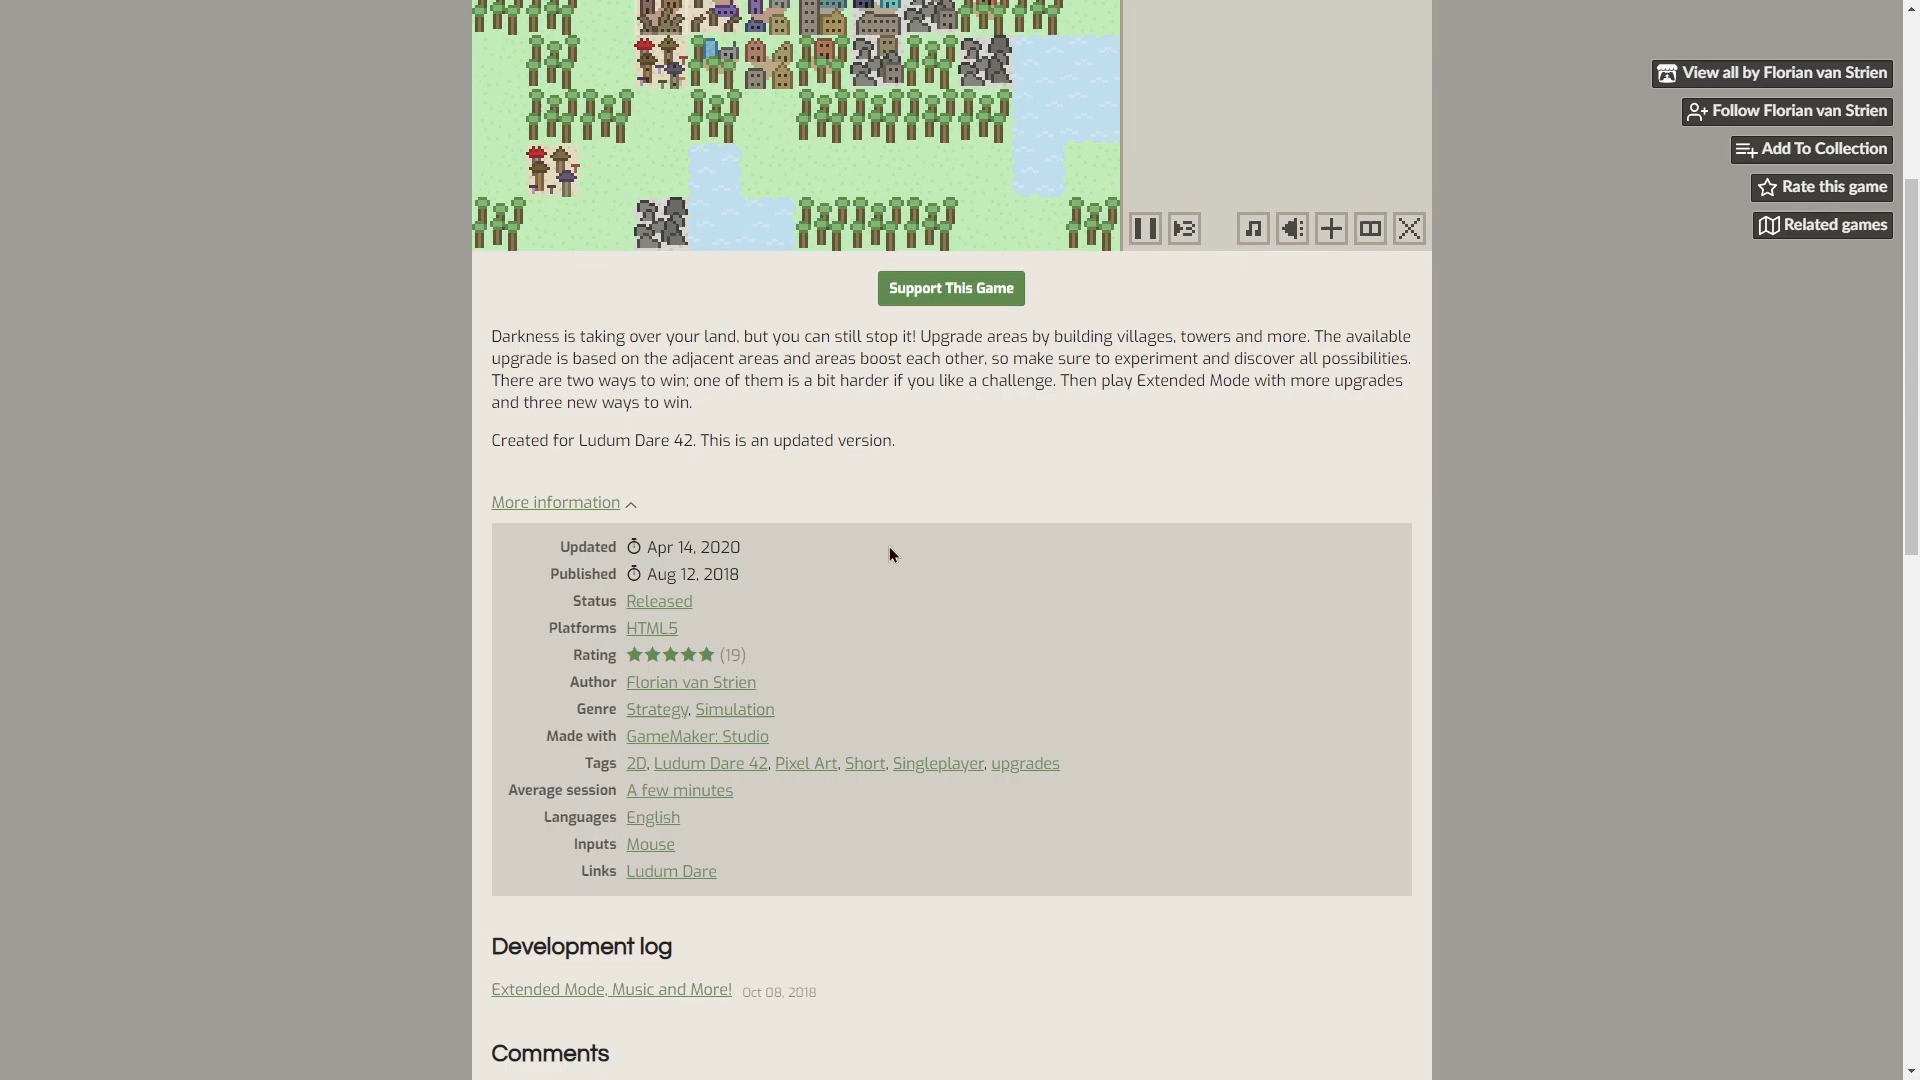 View all by Florian van Strien
Follow Florian van Strien
Add To Collection
Rate this game
Related games
Support This Game
Darkness is taking over your land, but you can still stop it! Upgrade areas by building villages, towers and more. The available
upgrade is based on the adjacent areas and areas boost each other, so make sure to experiment and discover all possibilities.
There are two ways to win; one of them is a bit harder if you like a challenge. Then play Extended Mode with more upgrades
and three new ways to win.
Created for Ludum Dare 42. This is an updated version.
More information
Updated Apr 14, 2020
Published Aug 12, 2018
Status Released
Platforms HTML5
Rating ★★★★★ (19)
Author Florian van Strien
Genre Strategy, Simulation
Made with GameMaker: Studio
Tags 2D, Ludum Dare 42, Pixel Art, Short, Singleplayer, upgrades
Average session A few minutes
Languages English
Inputs Mouse
Links Ludum Dare
Development log
Extended Mode, Music and More! Oct 08, 2018
Comments